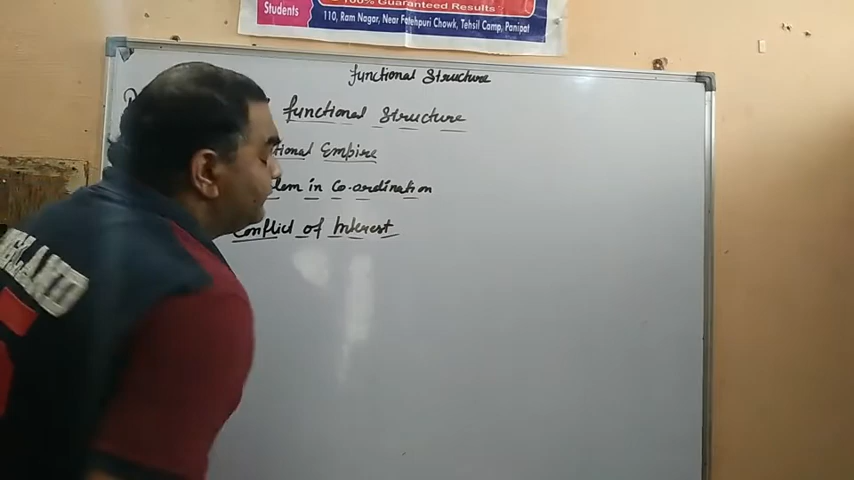 100% Guaranteed Results
Students
110, Ram Nagar, Near Fatehpuri Chowk, Tehsil Camp, Panipat
Functional Structure
Functional Structure
tional Empire
lem in Co-ordination
Conflict of Interest